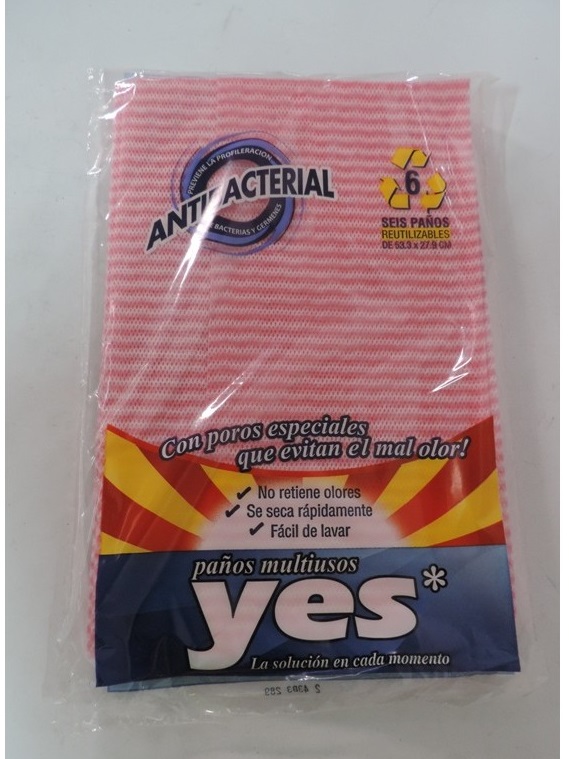 PREVIENE LA PROFILERACIÓN
ANTIBACTERIAL
BACTERIAS Y GÉRMENES
6
SEIS PAÑOS
REUTILIZABLES
DE 53.3 x 27.9 CM
Con poros especiales
que evitan el mal olor!
No retiene olores
Se seca rápidamente
Fácil de lavar
paños multiusos
yes*
La solución en cada momento